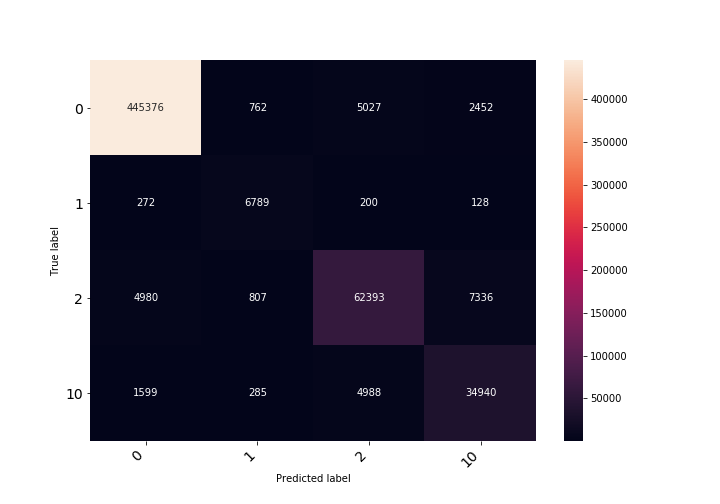 0 445376 762 5027 2452
1 272 6789 200 128
2 4980 807 62393 7336
10 1599 285 4988 34940
0 1 2 10
True label
Predicted label
400000
350000
300000
250000
200000
150000
100000
50000